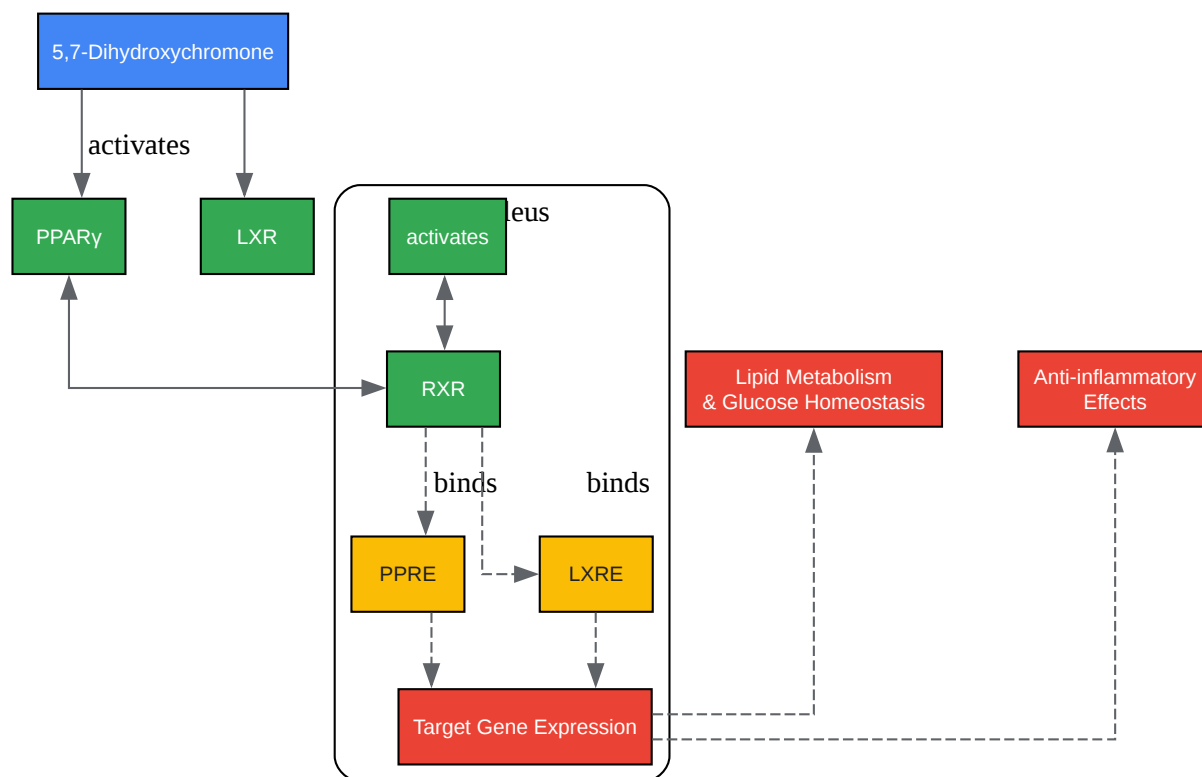 5,7-Dihydroxychromone
activates
PPARγ
LXR
leus
activates
RXR
Lipid Metabolism
& Glucose Homeostasis
Anti-inflammatory
Effects
binds
binds
PPRE
LXRE
Target Gene Expression